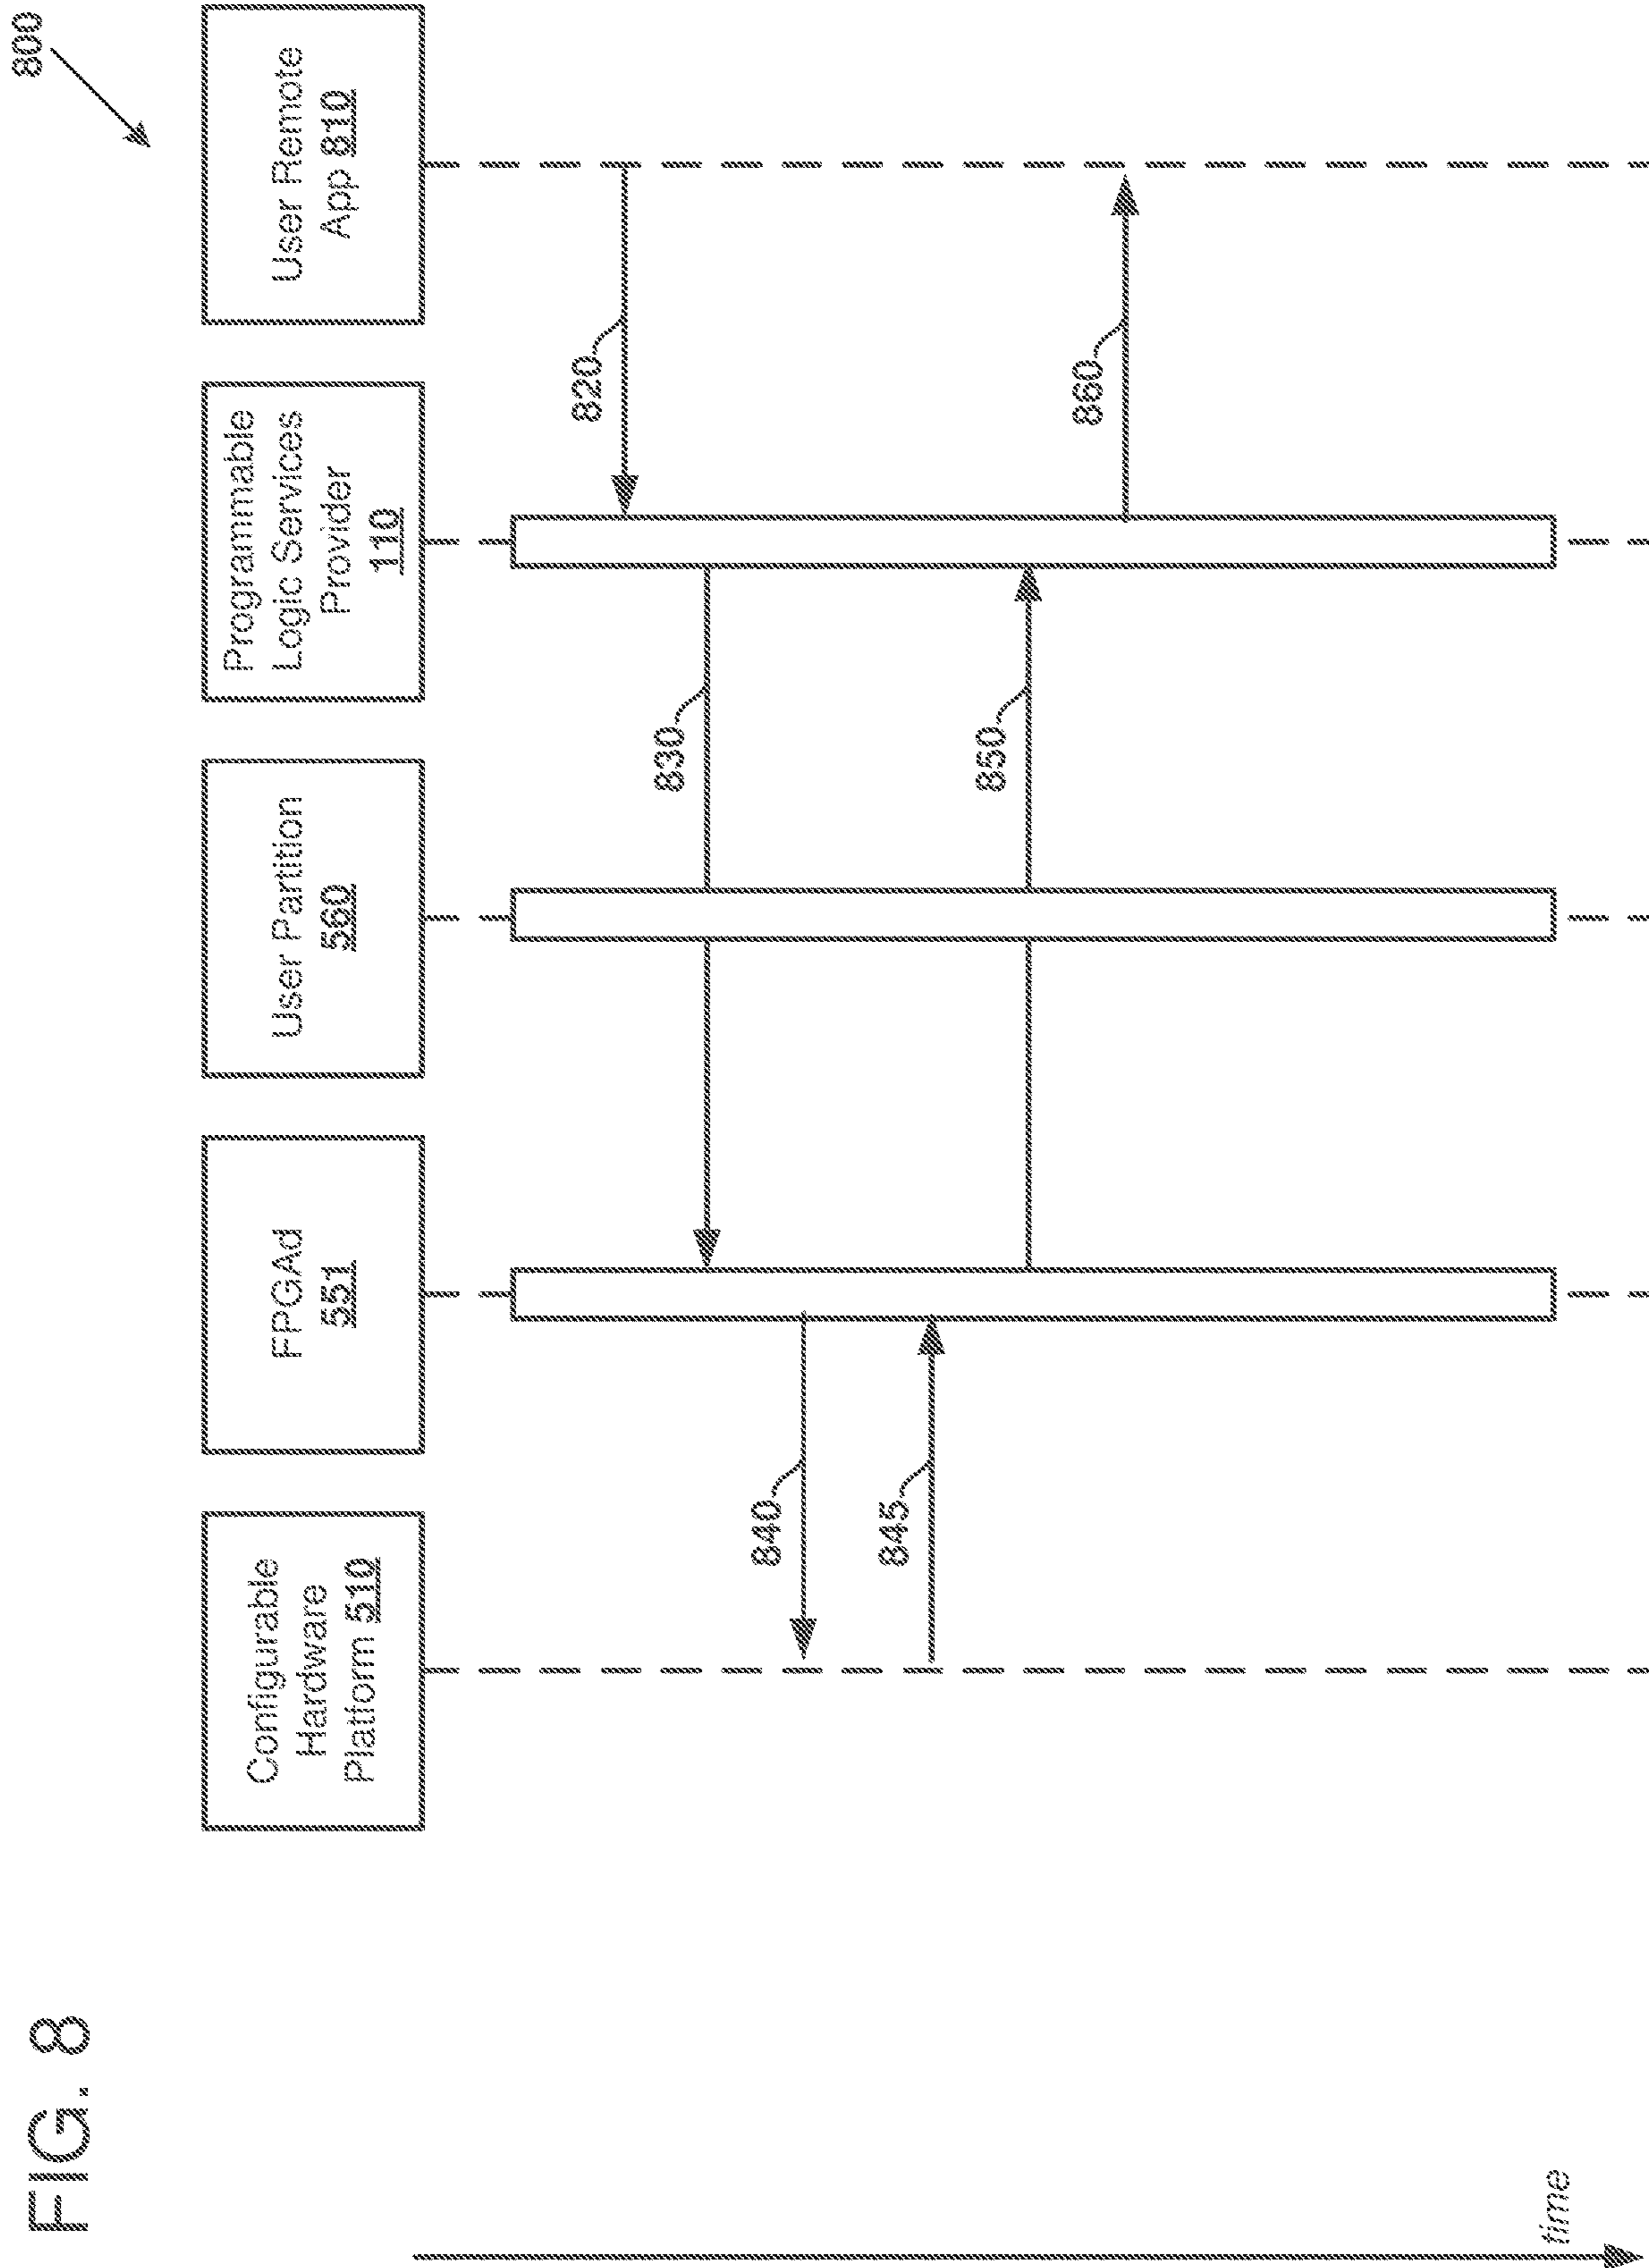 FIG. 8
800
Configurable
Hardware
Platform 510
FPGAd
551
User Partition
560
Programmable
Logic Services
Provider
110
User Remote
App 810
820
830
840
845
850
860
time